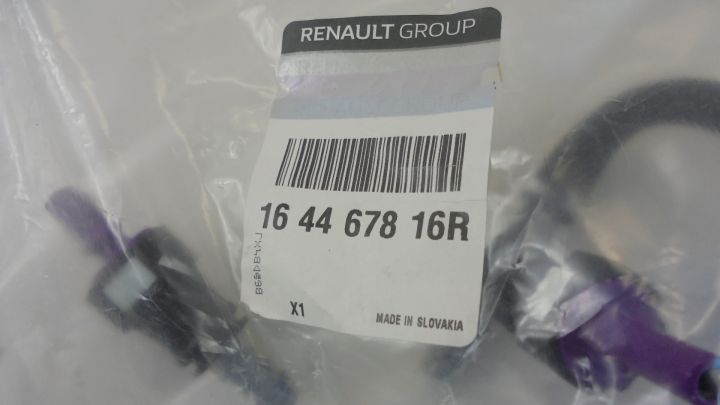 RENAULT GROUP
16 44 678 16R
X1
MADE IN SLOVAKIA